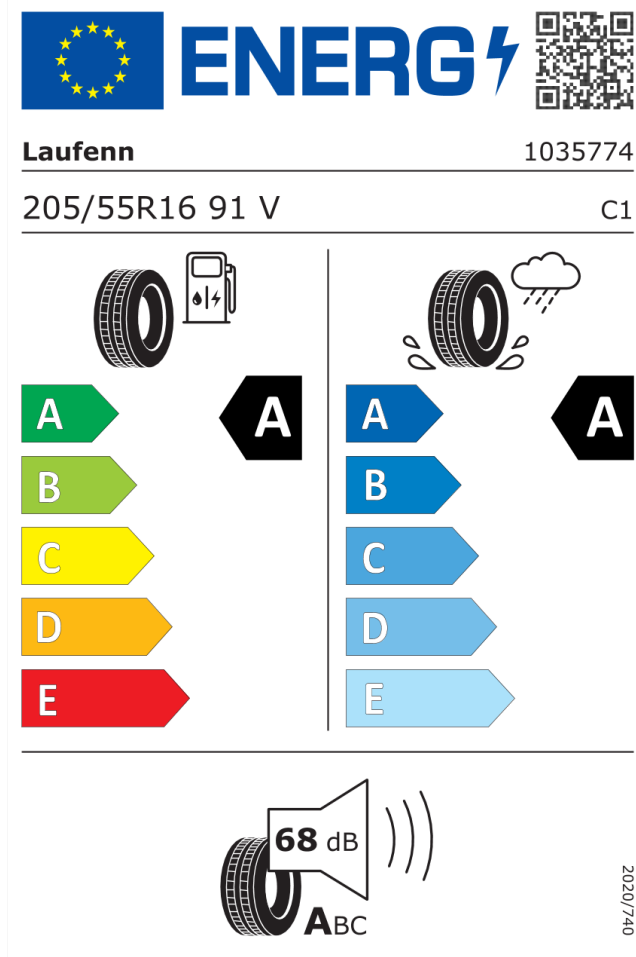 ENERG
Laufenn 1035774
205/55R16 91 V C1
A A
B
C
D
E
A A
B
C
D
E
68 dB
ABC
2020/740